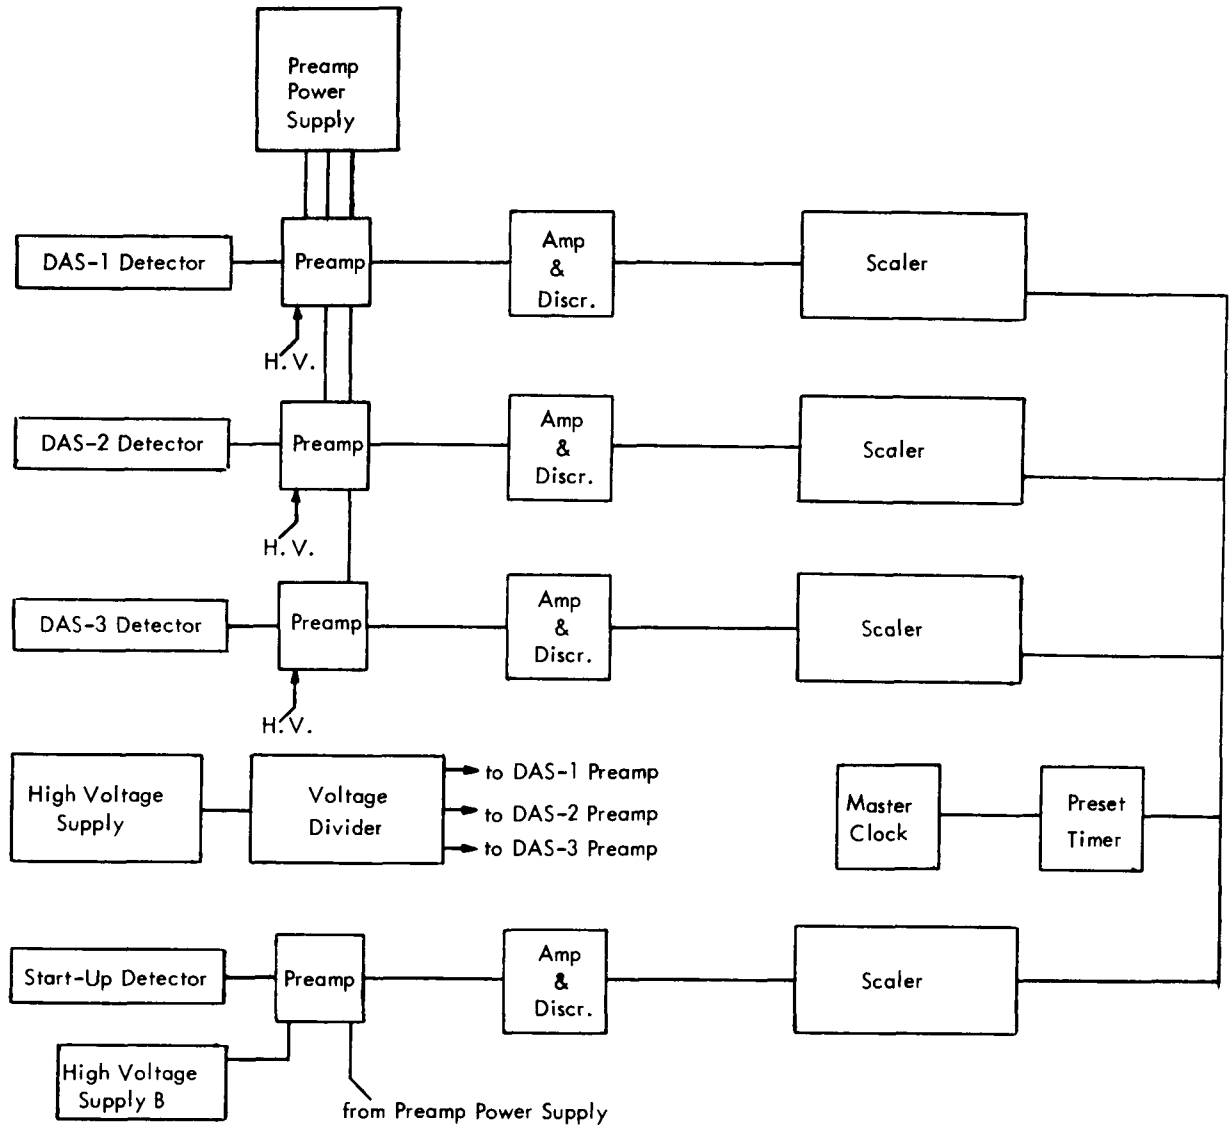 Preamp
Power
Supply
DAS-1 Detector
Preamp
Amp
&
Discr.
Scaler
H.V.
DAS-2 Detector
Preamp
Amp
&
Discr.
Scaler
H.V.
DAS-3 Detector
Preamp
Amp
&
Discr.
Scaler
H.V.
High Voltage
Supply
Voltage
Divider
to DAS-1 Preamp
to DAS-2 Preamp
to DAS-3 Preamp
Master
Clock
Preset
Timer
Start-Up Detector
Preamp
Amp
&
Discr.
Scaler
High Voltage
Supply B
from Preamp Power Supply